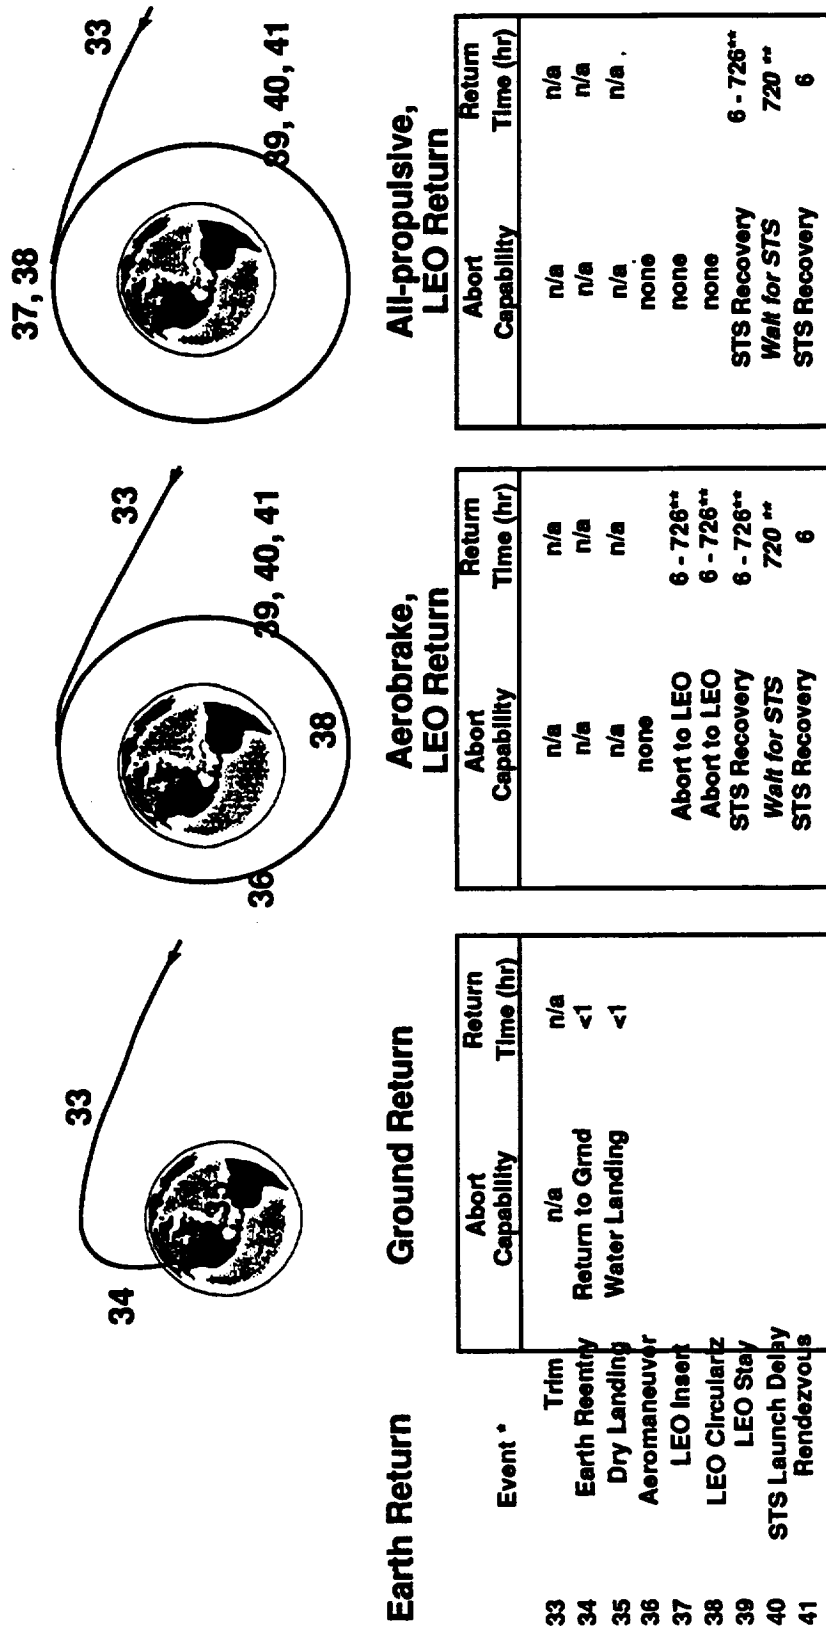 33
34
33
36
38
39, 40, 41
37, 38
33
39, 40, 41
Earth Return
Ground Return
Aerobrake,
LEO Return
All-propulsive,
LEO Return
Event *
Abort
Capability
Return
Time (hr)
Abort
Capability
Return
Time (hr)
Abort
Capability
Return
Time (hr)
33 Trim n/a n/a n/a n/a n/a n/a
34 Earth Reentry Return to Grnd <1 n/a n/a n/a n/a
35 Dry Landing Water Landing <1 n/a n/a n/a n/a
36 Aeromaneuver none none
37 LEO Insert Abort to LEO 6 - 726** none
38 LEO Circulariz Abort to LEO 6 - 726** none
39 LEO Stay STS Recovery 6 - 726** STS Recovery 6 - 726**
40 STS Launch Delay Wait for STS 720 ** Wait for STS 720 **
41 Rendezvous STS Recovery 6 STS Recovery 6